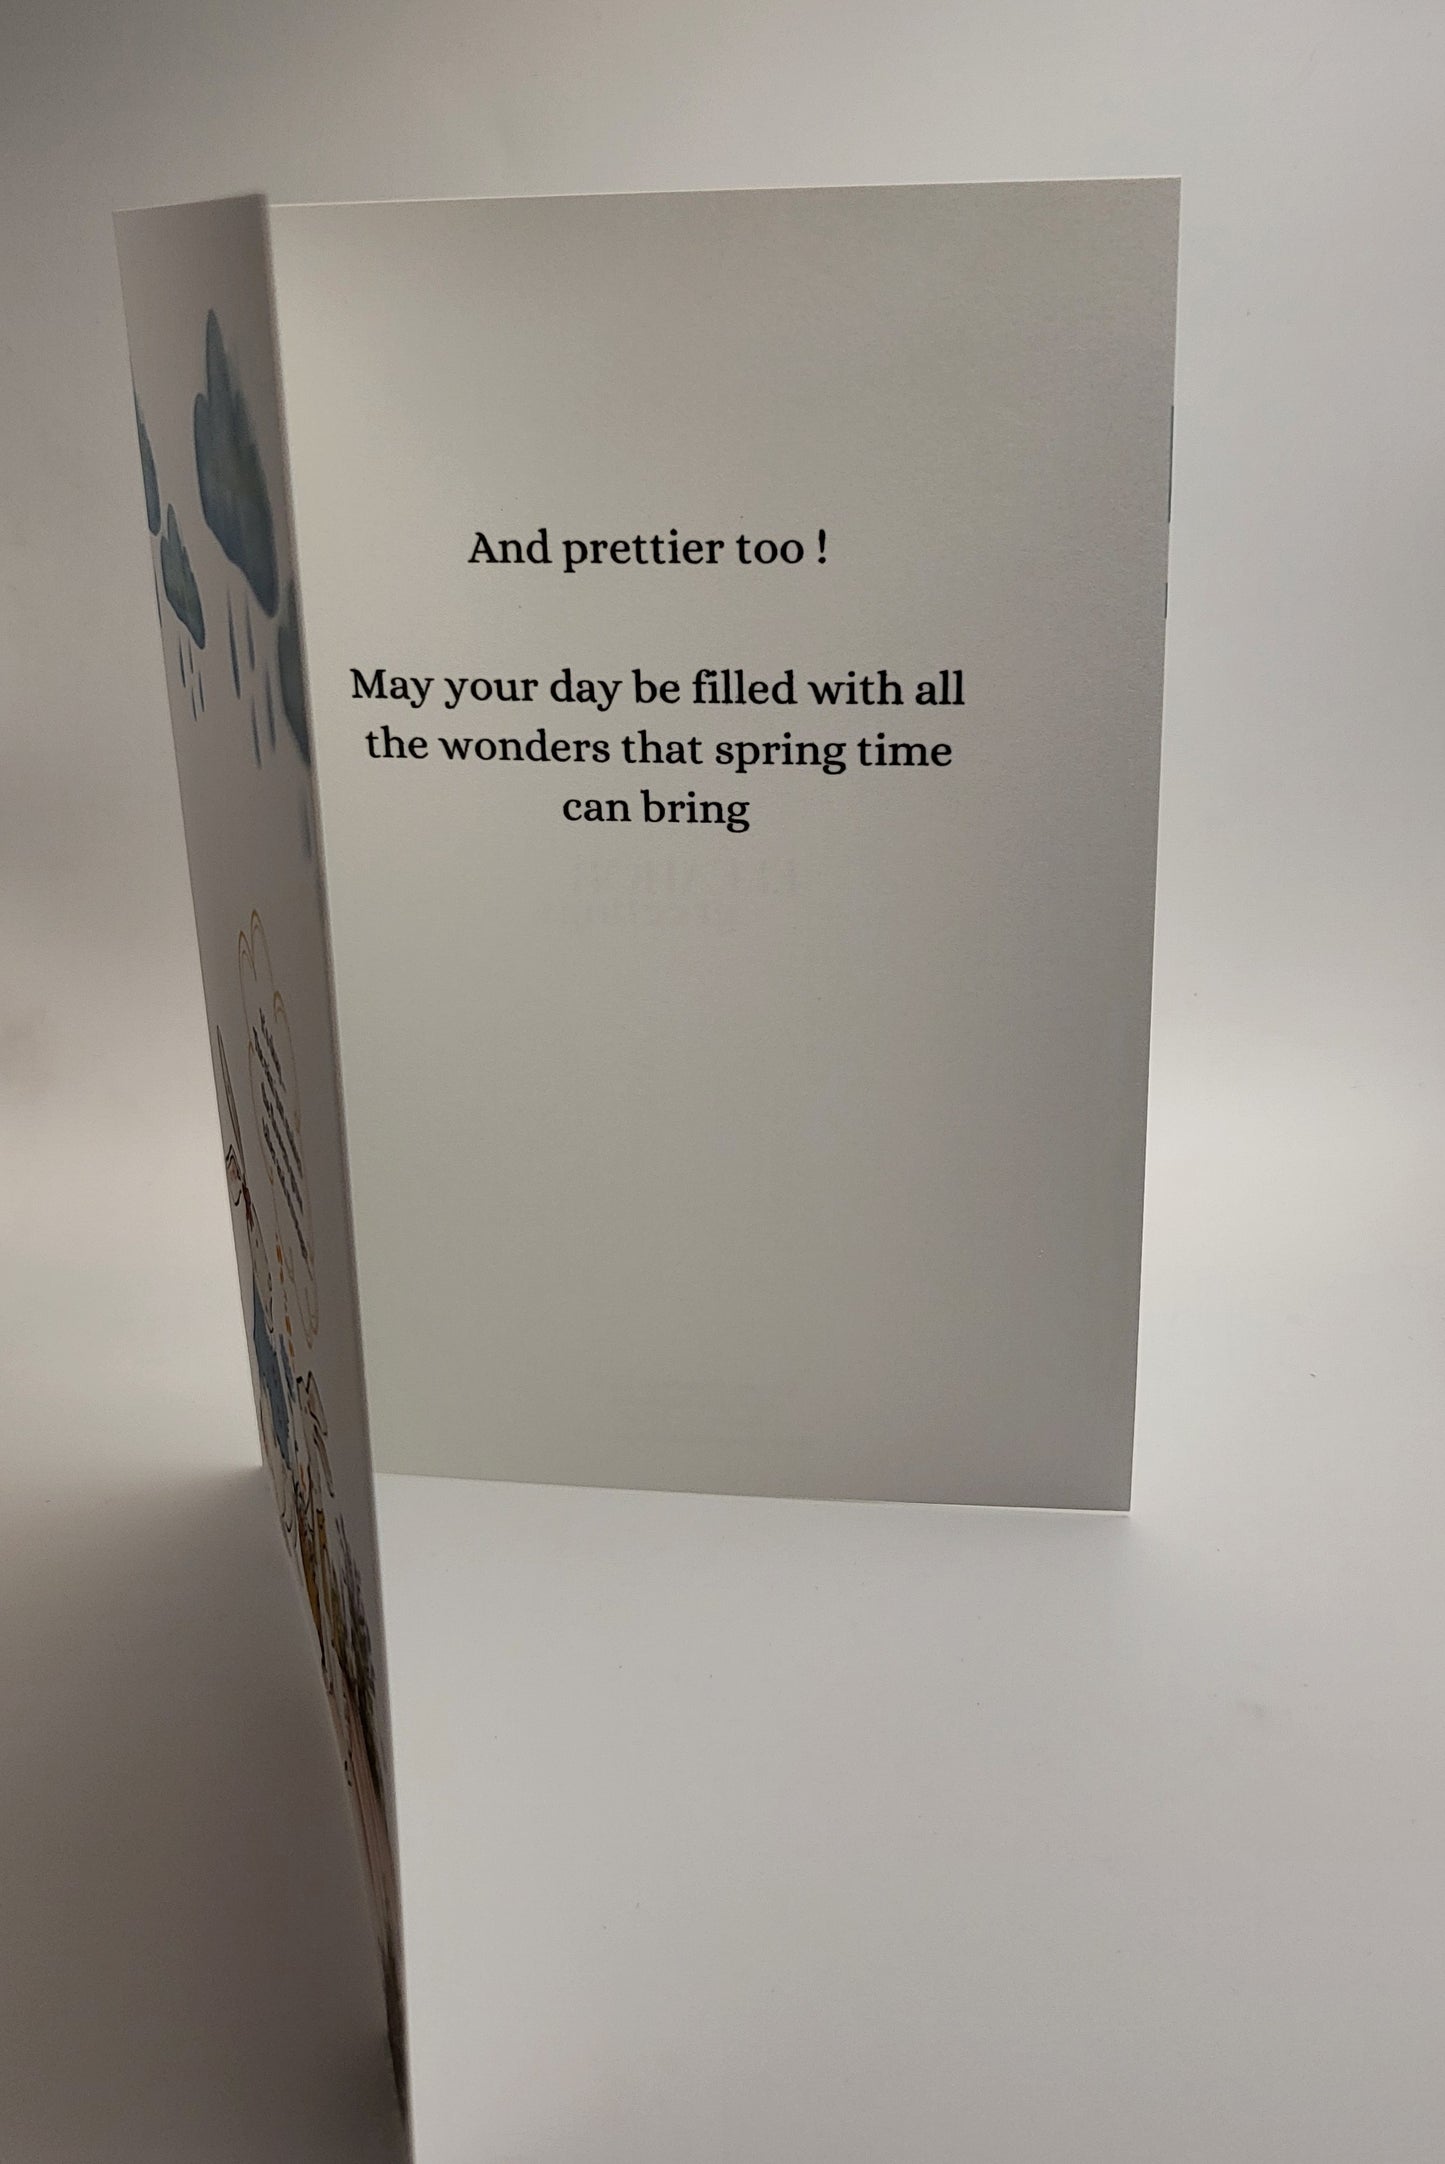 And prettier too !
May your day be filled with all
the wonders that spring time
can bring